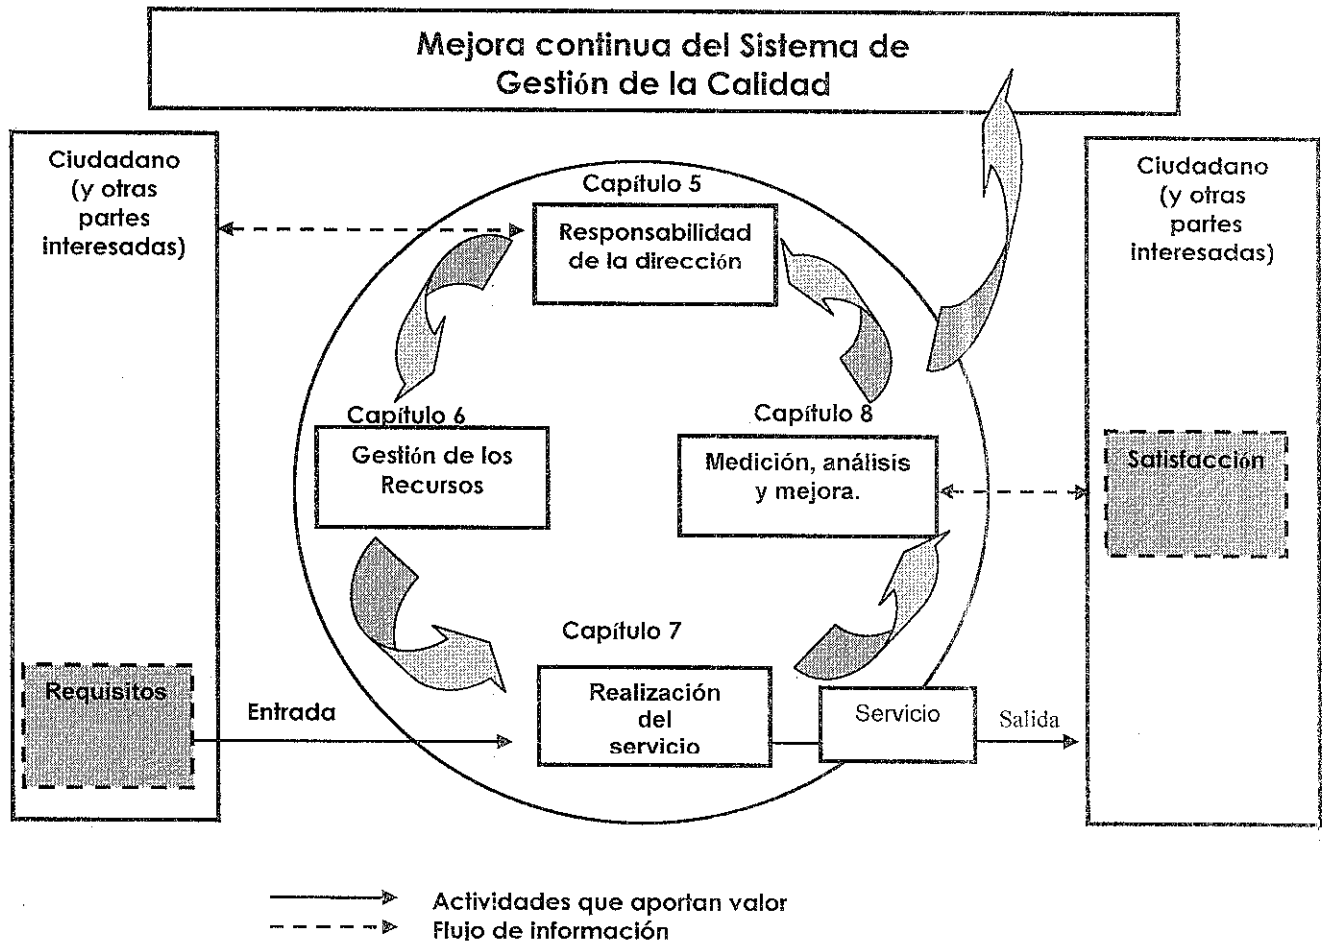 Mejora continua del Sistema de
Gestión de la Calidad
Ciudadano
(y otras
partes
interesadas)
Capítulo 5
Responsabilidad
de la dirección
Ciudadano
(y otras
partes
interesadas)
Capítulo 6
Gestión de los
Recursos
Capítulo 8
Medición, análisis
y mejora.
Satisfacción
Capítulo 7
Requisitos
Entrada
Realización
del
servicio
Servicio
Salida
Actividades que aportan valor
Flujo de información